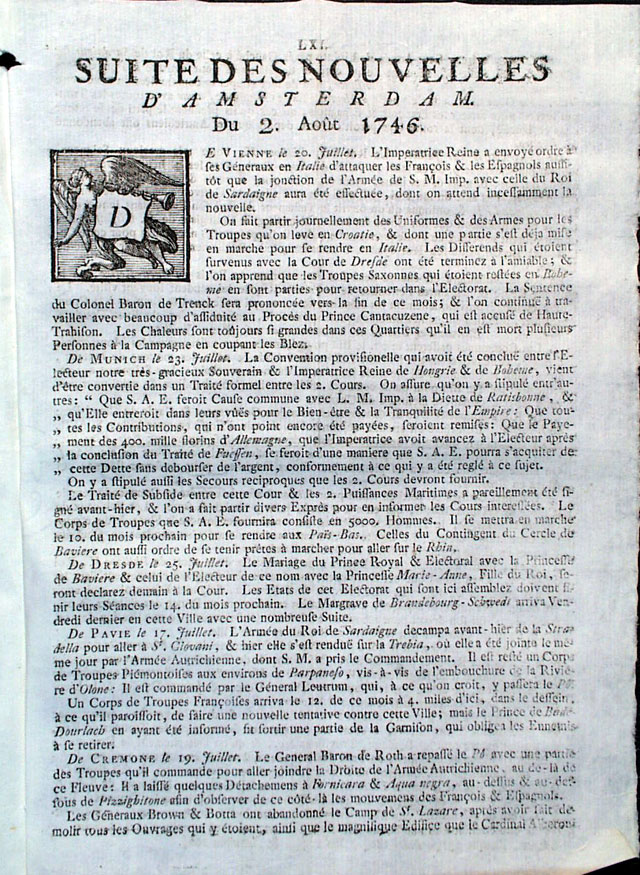 LXI.
SUITE DES NOUVELLES
D'AMSTERDAM.
Du 2. Août 1746.
D
E VIENNE le 20. Juillet. L'Imperatrice Reine a envoyé ordre à
ses Géneraux en Italie d'attaquer les François & les Espagnols aussi-
tôt que la jonction de l'Armée de S. M. Imp. avec celle du Roi
de Sardaigne aura été effectuée, dont on attend incessamment la
nouvelle.
On fait partir journellement des Uniformes & des Armes pour les
Troupes qu'on leve en Croatie, & dont une partie s'est déja mise
en marche pour se rendre en Italie. Les Differends qui étoient
survenus avec la Cour de Dresde ont été terminez à l'amiable; &
l'on apprend que les Troupes Saxonnes qui étoient restées en Bohe-
me en sont parties pour retourner dans l'Electorat. La Sentence
du Colonel Baron de Trenck sera prononcée vers la fin de ce mois; & l'on continuë à tra-
vailler avec beaucoup d'assiduité au Procés du Prince Cantacuzene, qui est accusé de Haute-
Trahison. Les Chaleurs sont toûjours si grandes dans ces Quartiers qu'il en est mort plusieurs
Personnes à la Campagne en coupant les Blez.
De MUNICH le 23. Juillet. La Convention provisionelle qui avoit été concluë entre l'E-
lecteur notre très-gracieux Souverain & l'Imperatrice Reine de Hongrie & de Boheme, vient
d'être convertie dans un Traité formel entre les 2. Cours. On assure qu'on y a stipulé entr'au-
tres: “ Que S. A. E. feroit Cause commune avec L. M. Imp. à la Diette de Ratisbonne, &
„ qu'Elle entreroit dans leurs vûës pour le Bien-être & la Tranquilité de l'Empire: Que tou-
„ tes les Contributions, qui n'ont point encore été payées, seroient remises: Que le Paye-
„ ment des 400. mille florins d'Allemagne, que l'Imperatrice avoit avancez à l'Electeur après
„ la conclusion du Traité de Fuessen, se feroit d'une maniere que S. A. E. pourra s'acquiter de
„ cette Dette sans debourser de l'argent, conformement à ce qui y a été reglé à ce sujet.
On y a stipulé aussi les Secours reciproques que les 2. Cours devront fournir.
Le Traité de Subside entre cette Cour & les 2. Puissances Maritimes a pareillement été si-
gné avant-hier, & l'on a fait partir divers Exprés pour en informer les Cours interessées. Le
Corps de Troupes que S. A. E. fournira consiste en 5000. Hommes. Il se mettra en marche
le 10. du mois prochain pour se rendre aux Païs-Bas. Celles du Contingent du Cercle de
Baviere ont aussi ordre de se tenir prêtes à marcher pour aller sur le Rhin.
De DRESDE le 25. Juillet. Le Mariage du Prince Royal & Electoral avec la Princesse
de Baviere & celui de l'Electeur de ce nom avec la Princesse Marie-Anne, Fille du Roi, se-
ront declarez demain à la Cour. Les Etats de cet Electorat qui sont ici assemblez doivent fi-
nir leurs Séances le 14. du mois prochain. Le Margrave de Brandebourg-Schwedt arriva Ven-
dredi dernier en cette Ville avec une nombreuse Suite.
De PAVIE le 17. Juillet. L'Armée du Roi de Sardaigne decampa avant-hier de la Stra-
della pour aller à St. Giovani, & hier elle s'est renduë sur la Trebia, où elle a été jointe le mê-
me jour par l'Armée Autrichienne, dont S. M. a pris le Commandement. Il est resté un Corps
de Troupes Piémontoises aux environs de Parpaneso, vis-à-vis de l'embouchure de la Rivie-
re d'Olone: Il est commandé par le Géneral Leutrum, qui, à ce qu'on croit, y passera le Pô.
Un Corps de Troupes Françoises arriva le 12. de ce mois à 4. miles d'ici, dans le dessein,
à ce qu'il paroissoit, de faire une nouvelle tentative contre cette Ville; mais le Prince de Bade-
Dourlach en ayant été informé, fit sortir une partie de la Garnison, qui obligea les Ennemis
à se retirer.
De CREMONE le 19. Juillet. Le General Baron de Roth a repassé le Pô avec une partie
des Troupes qu'il commande pour aller joindre la Droite de l'Armée Autrichienne, au de-là de
ce Fleuve: Il a laissé quelques Détachemens à Fornicara & Aqua negra, au-dessus & au-des-
sous de Pizzighitone afin d'observer de ce côté-là les mouvemens des François & Espagnols.
Les Géneraux Brown & Botta ont abandonné le Camp de St. Lazare, après avoir fait de-
molir tous les Ouvrages qui y étoient, ainsi que le magnifique Edifice que le Cardinal Alberoni